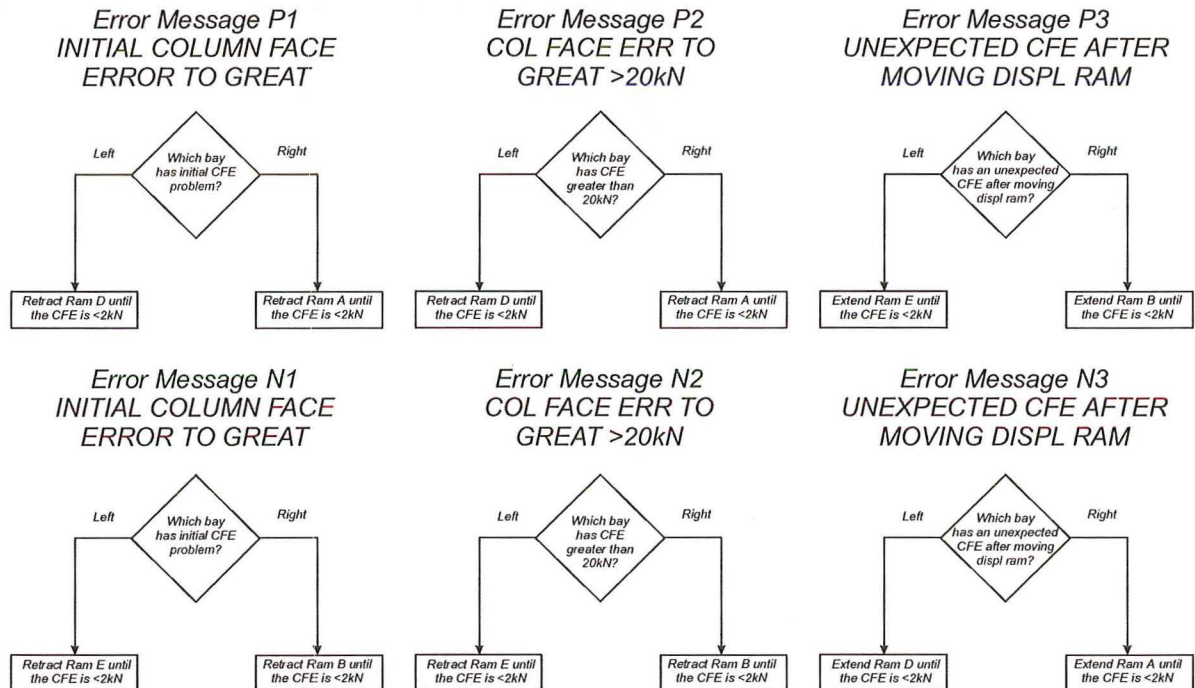 Error Message P1
INITIAL COLUMN FACE
ERROR TO GREAT
Left
Which bay
has initial CFE
problem?
Right
Retract Ram D until
the CFE is <2kN
Retract Ram A until
the CFE is <2kN
Error Message P2
COL FACE ERR TO
GREAT >20kN
Left
Which bay
has CFE
greater than
20kN?
Right
Retract Ram D until
the CFE is <2kN
Retract Ram A until
the CFE is <2kN
Error Message P3
UNEXPECTED CFE AFTER
MOVING DISPL RAM
Left
Which bay
has an unexpected
CFE after moving
displ ram?
Right
Extend Ram E until
the CFE is <2kN
Extend Ram B until
the CFE is <2kN
Error Message N1
INITIAL COLUMN FACE
ERROR TO GREAT
Left
Which bay
has initial CFE
problem?
Right
Retract Ram E until
the CFE is <2kN
Retract Ram B until
the CFE is <2kN
Error Message N2
COL FACE ERR TO
GREAT >20kN
Left
Which bay
has CFE
greater than
20kN?
Right
Retract Ram E until
the CFE is <2kN
Retract Ram B until
the CFE is <2kN
Error Message N3
UNEXPECTED CFE AFTER
MOVING DISPL RAM
Left
Which bay
has an unexpected
CFE after moving
displ ram?
Right
Extend Ram D until
the CFE is <2kN
Extend Ram A until
the CFE is <2kN